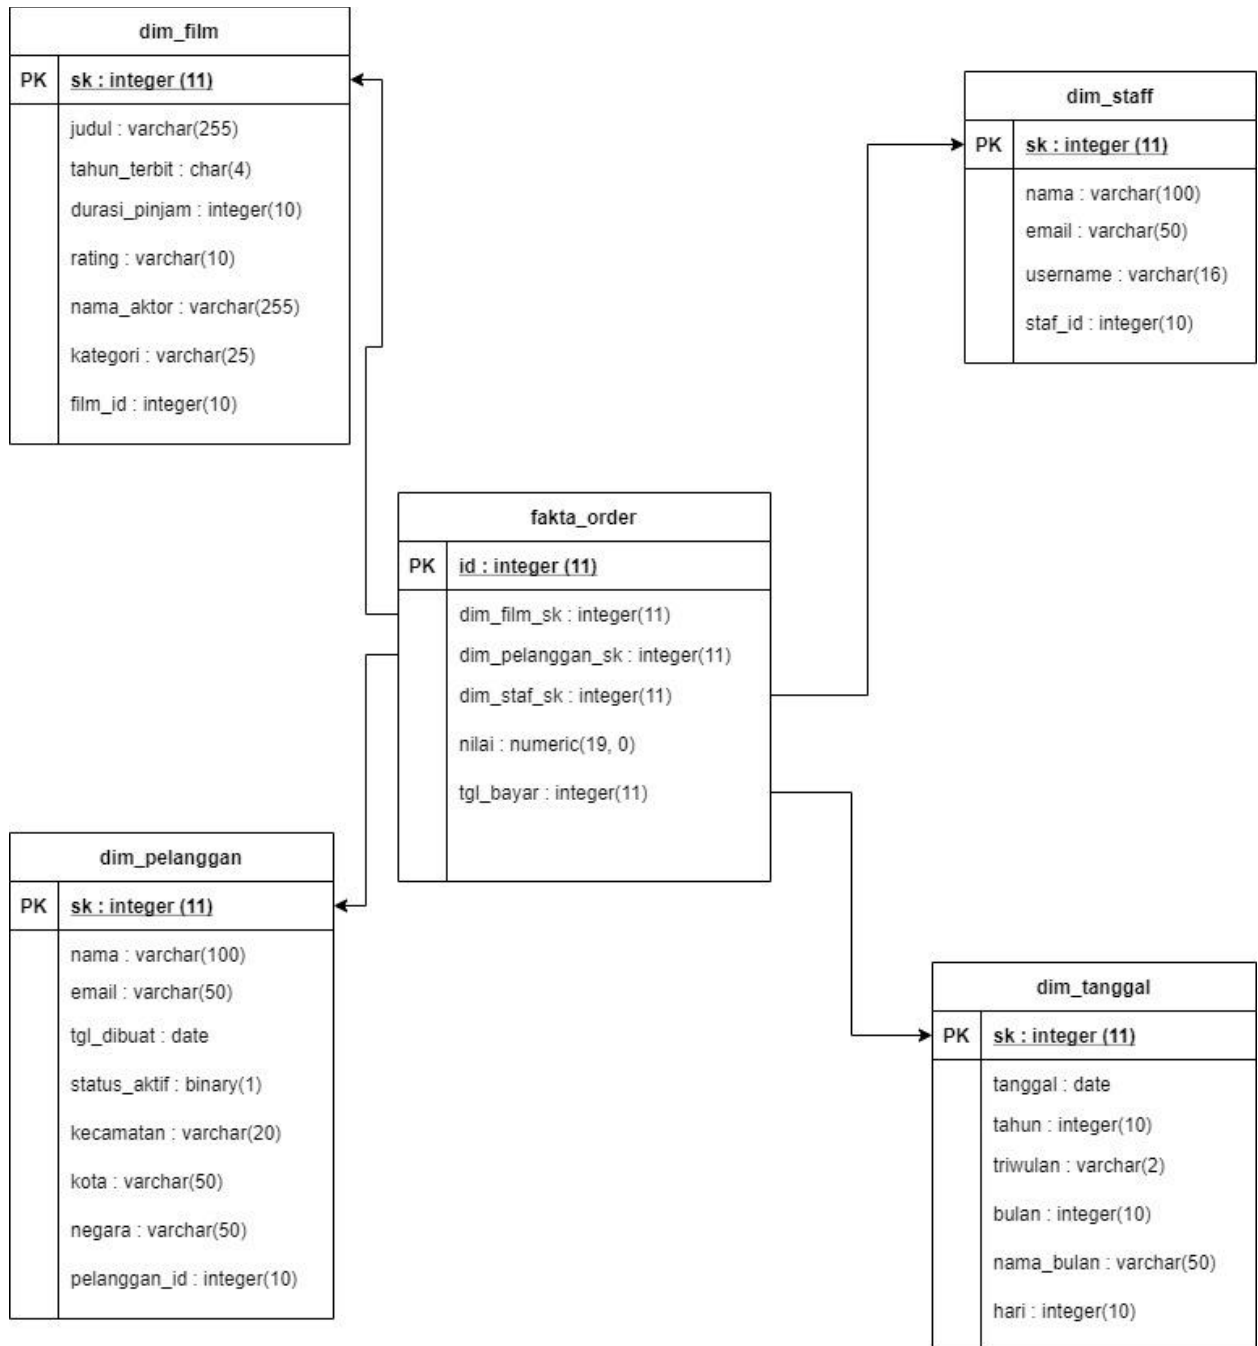 dim_film
PK sk : integer (11)
judul : varchar(255)
tahun_terbit : char(4)
durasi_pinjam : integer(10)
rating : varchar(10)
nama_aktor : varchar(255)
kategori : varchar(25)
film_id : integer(10)
dim_staff
PK sk : integer (11)
nama : varchar(100)
email : varchar(50)
username : varchar(16)
staf_id : integer(10)
fakta_order
PK id : integer (11)
dim_film_sk : integer(11)
dim_pelanggan_sk : integer(11)
dim_staf_sk : integer(11)
nilai : numeric(19, 0)
tgl_bayar : integer(11)
dim_pelanggan
PK sk : integer (11)
nama : varchar(100)
email : varchar(50)
tgl_dibuat : date
status_aktif : binary(1)
kecamatan : varchar(20)
kota : varchar(50)
negara : varchar(50)
pelanggan_id : integer(10)
dim_tanggal
PK sk : integer (11)
tanggal : date
tahun : integer(10)
triwulan : varchar(2)
bulan : integer(10)
nama_bulan : varchar(50)
hari : integer(10)